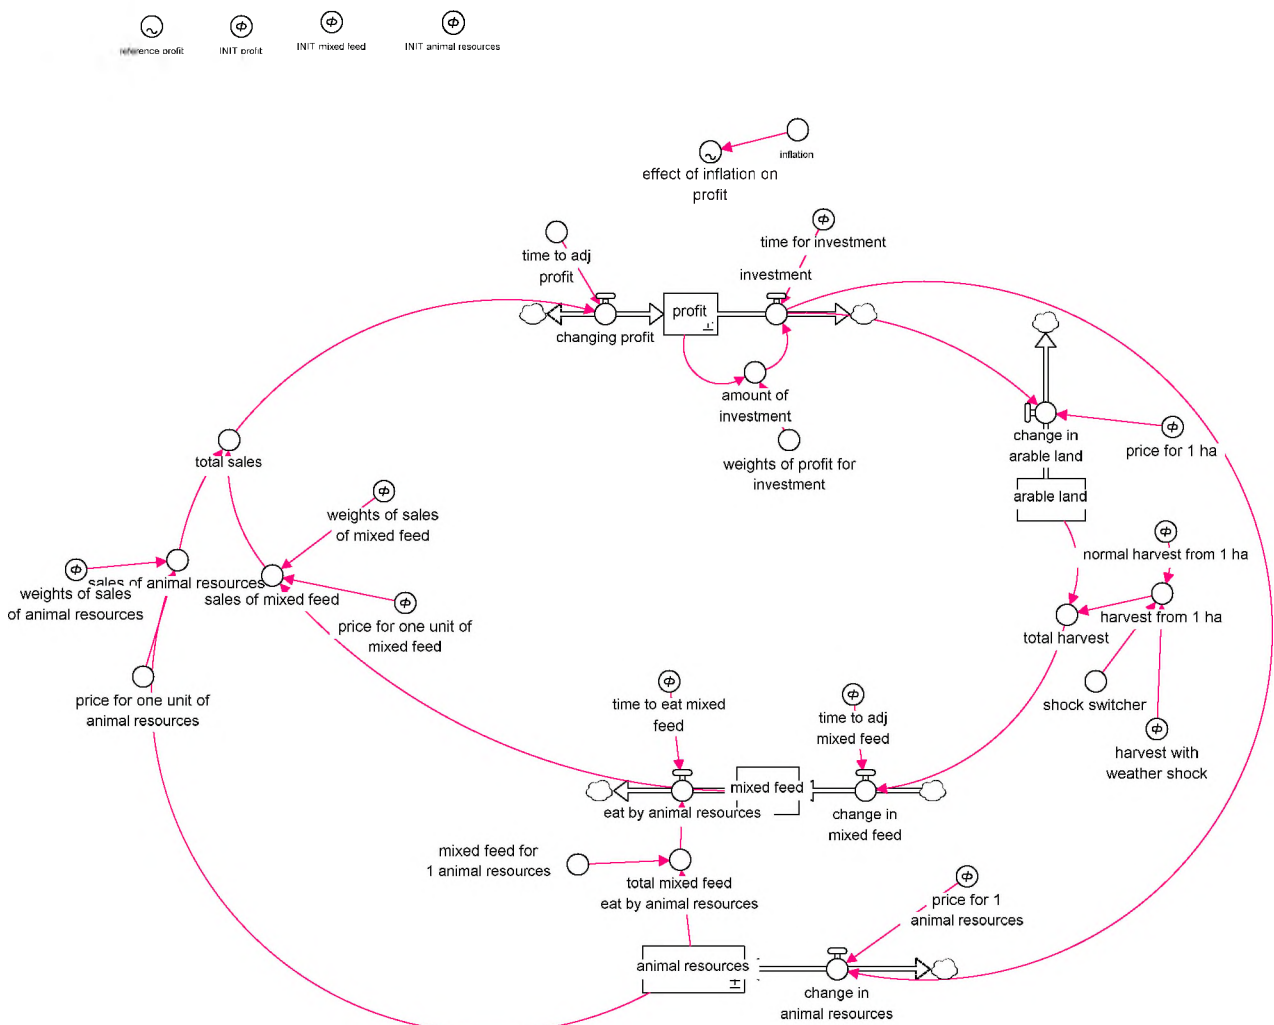 reference profit
INIT profit
INIT mixed feed
INIT animal resources
inflation
effect of inflation on
profit
time to adj
profit
time for investment
investment
profit
changing profit
amount of
investment
weights of profit for
investment
change in
arable land
price for 1 ha
arable land
total sales
weights of sales
of mixed feed
normal harvest from 1 ha
sales of animal resources
weights of sales
of animal resources
sales of mixed feed
price for one unit of
mixed feed
harvest from 1 ha
total harvest
price for one unit of
animal resources
shock switcher
harvest with
weather shock
time to eat mixed
feed
time to adj
mixed feed
mixed feed
eat by animal resources
change in
mixed feed
mixed feed for
1 animal resources
total mixed feed
eat by animal resources
price for 1
animal resources
animal resources
change in
animal resources